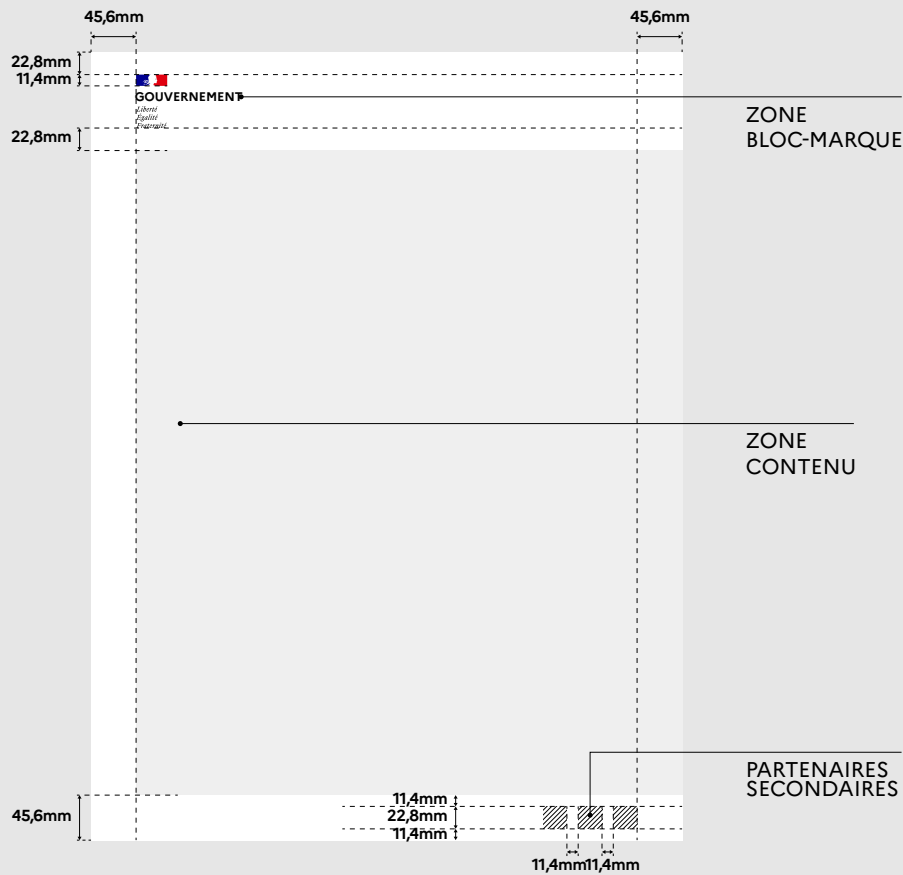 45,6mm
45,6mm
22,8mm
11,4mm
GOUVERNEMENT
Liberté
Égalité
Fraternité
22,8mm
ZONE
BLOC-MARQUE
ZONE
CONTENU
PARTENAIRES
SECONDAIRES
45,6mm
11,4mm
22,8mm
11,4mm
11,4mm 11,4mm